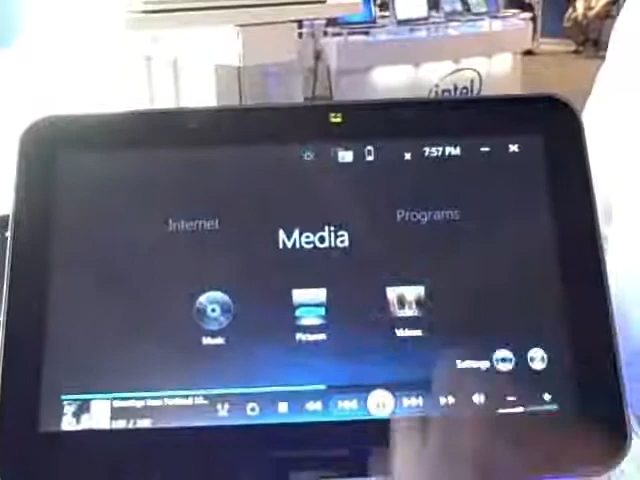 intel
7:57 PM
Internet
Media
Programs
Music
Pictures
Videos
Settings